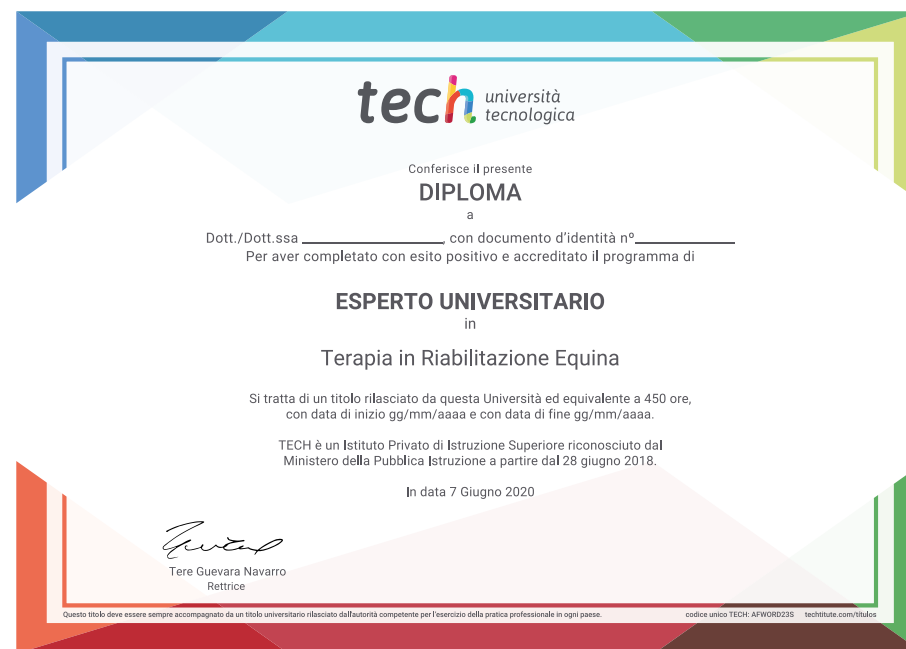 tech università
tecnologica
Conferisce il presente
DIPLOMA
a
Dott./Dott.ssa ____________________, con documento d'identità nº______________
Per aver completato con esito positivo e accreditato il programma di
ESPERTO UNIVERSITARIO
in
Terapia in Riabilitazione Equina
Si tratta di un titolo rilasciato da questa Università ed equivalente a 450 ore,
con data di inizio gg/mm/aaaa e con data di fine gg/mm/aaaa.
TECH è un Istituto Privato di Istruzione Superiore riconosciuto dal
Ministero della Pubblica Istruzione a partire dal 28 giugno 2018.
In data 7 Giugno 2020
Tere Guevara Navarro
Rettrice
Questo titolo deve essere sempre accompagnato da un titolo universitario rilasciato dall'autorità competente per l'esercizio della pratica professionale in ogni paese. codice unico TECH: AFWORD23S techtitute.com/titulos